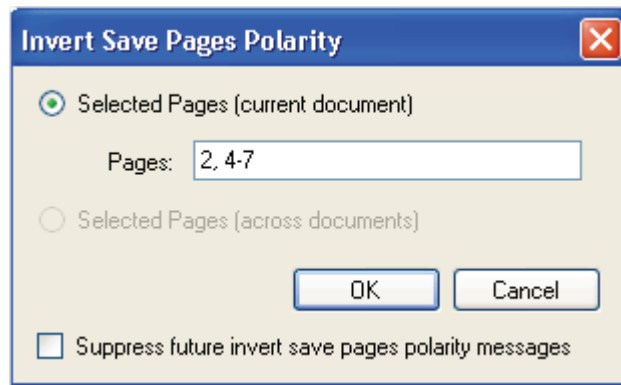 Invert Save Pages Polarity
Selected Pages (current document)
Pages: 2, 4-7
Selected Pages (across documents)
OK Cancel
Suppress future invert save pages polarity messages